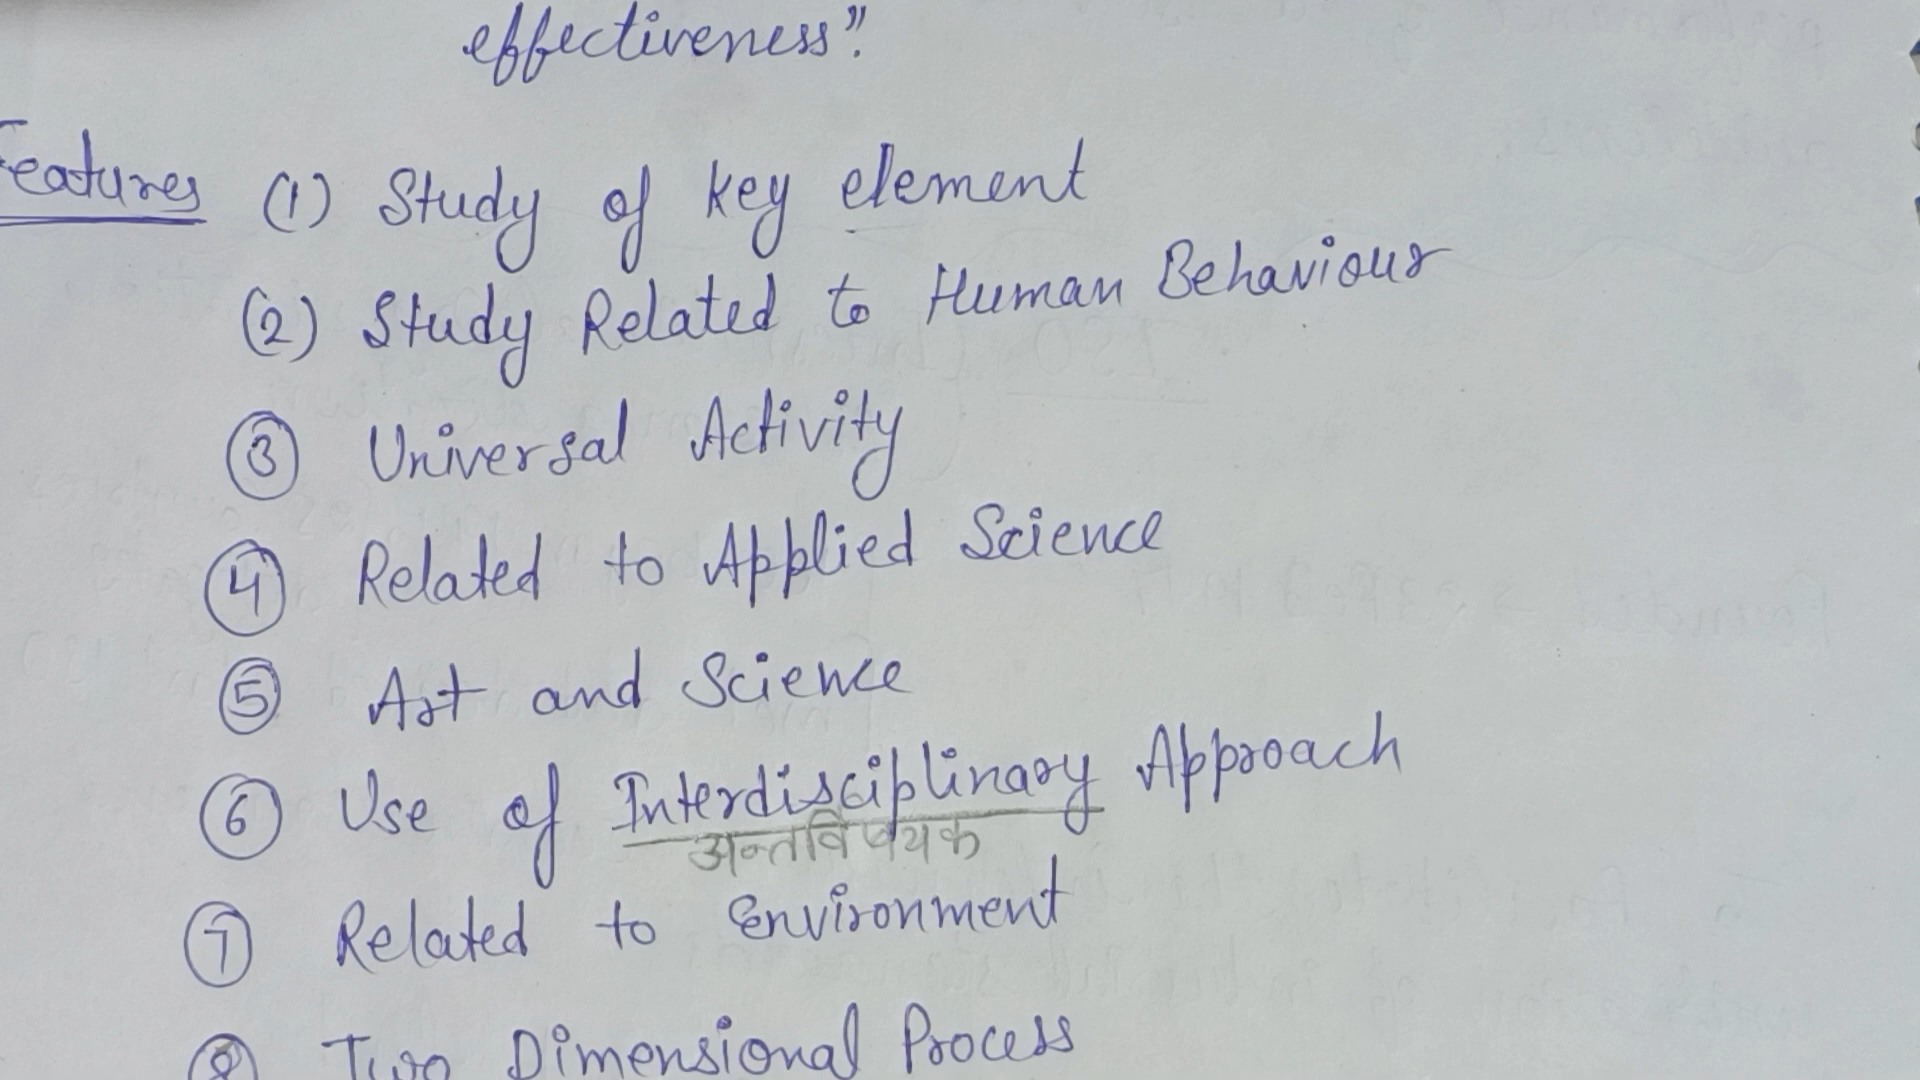 effectiveness".
Features (1) Study of key element
(2) Study Related to Human Behaviour
③ Universal Activity
④ Related to Applied Science
⑤ Art and Science
⑥ Use of Interdisciplinary Approach
अन्तर्विषयक
⑦ Related to Environment
⑧ Two Dimensional Process